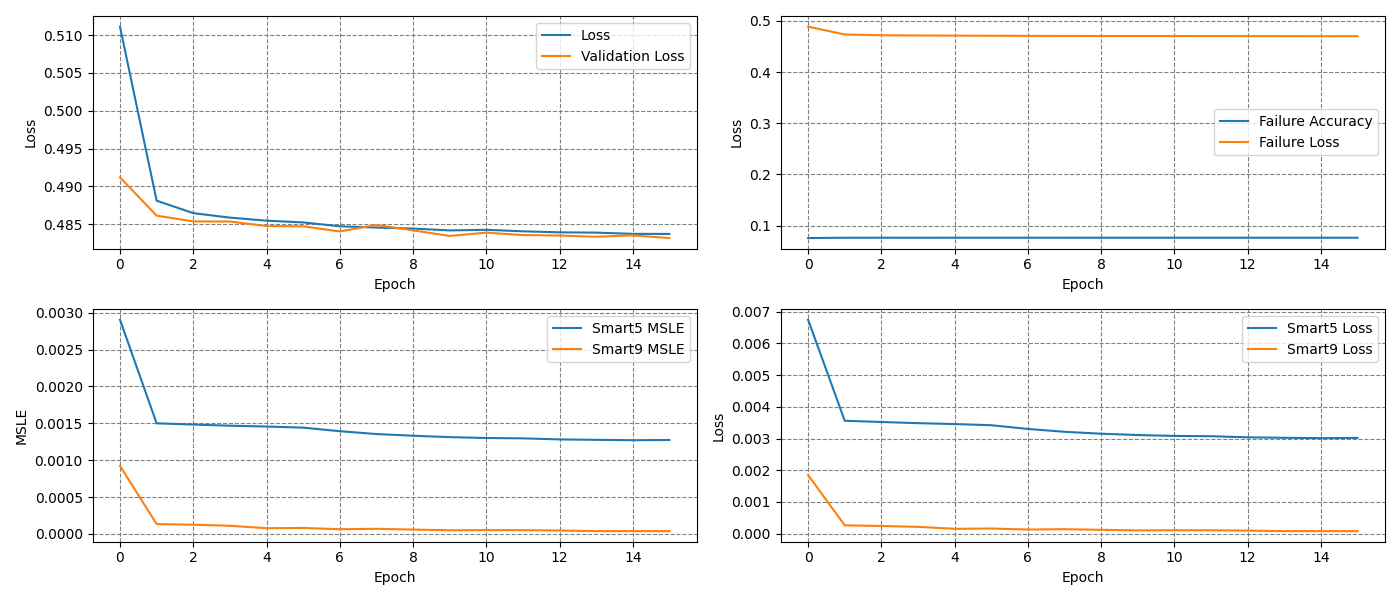 0.510
0.505
0.500
0.495
0.490
0.485
Loss
Loss
Validation Loss
0 2 4 6 8 10 12 14
Epoch
0.5
0.4
0.3
0.2
0.1
Loss
Failure Accuracy
Failure Loss
0 2 4 6 8 10 12 14
Epoch
0.0030
0.0025
0.0020
0.0015
0.0010
0.0005
0.0000
MSLE
Smart5 MSLE
Smart9 MSLE
0 2 4 6 8 10 12 14
Epoch
0.007
0.006
0.005
0.004
0.003
0.002
0.001
0.000
Loss
Smart5 Loss
Smart9 Loss
0 2 4 6 8 10 12 14
Epoch